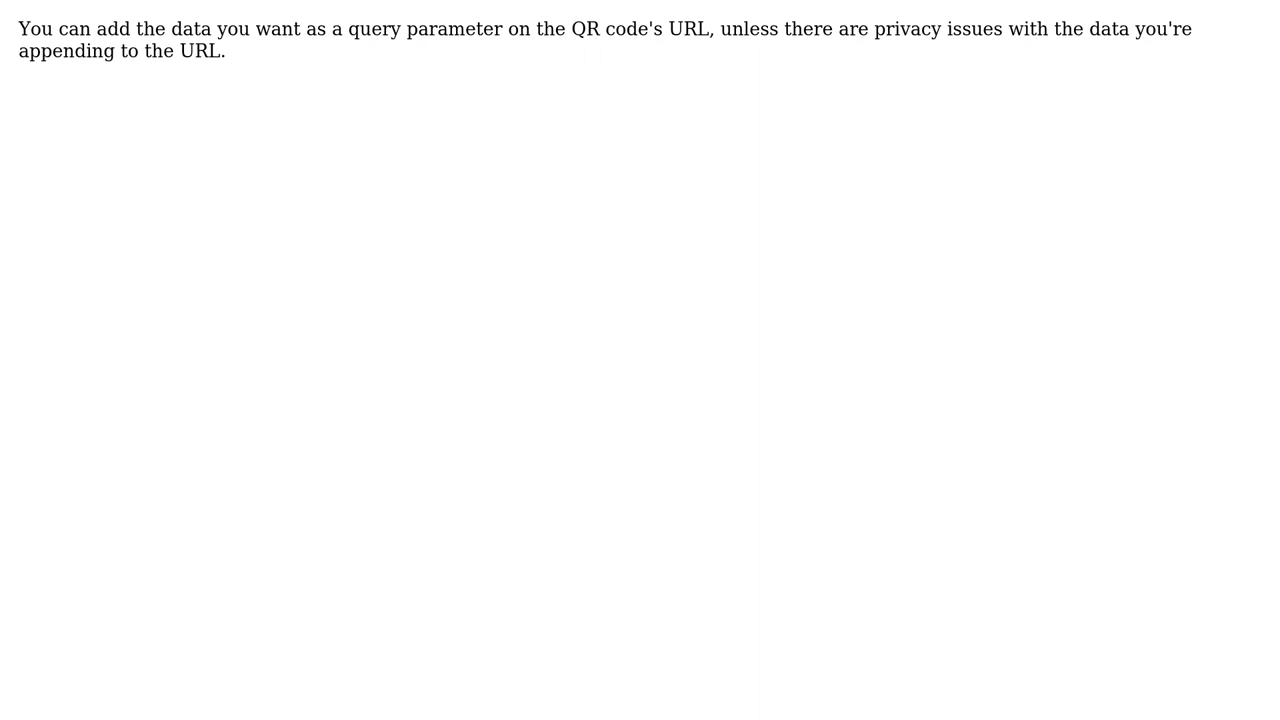 You can add the data you want as a query parameter on the QR code's URL, unless there are privacy issues with the data you're
appending to the URL.